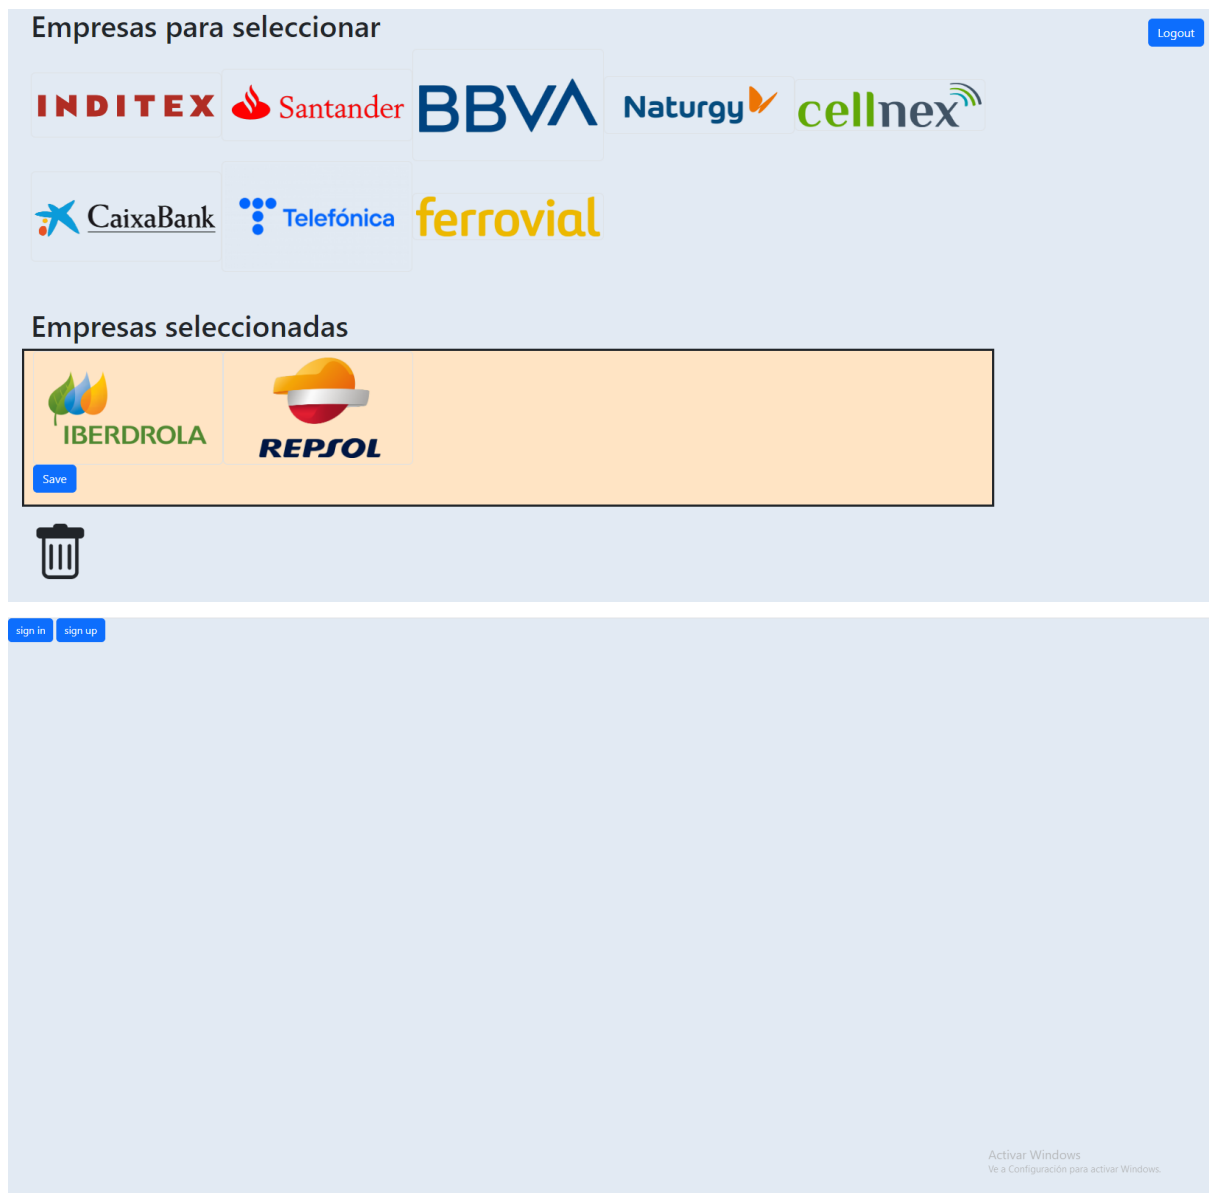 Empresas para seleccionar
Logout
INDITEX
Santander
BBVA
Naturgy
cellnex
CaixaBank
Telefónica
ferrovial
Empresas seleccionadas
IBERDROLA
REPSOL
Save
sign in
sign up
Activar Windows
Ve a Configuración para activar Windows.